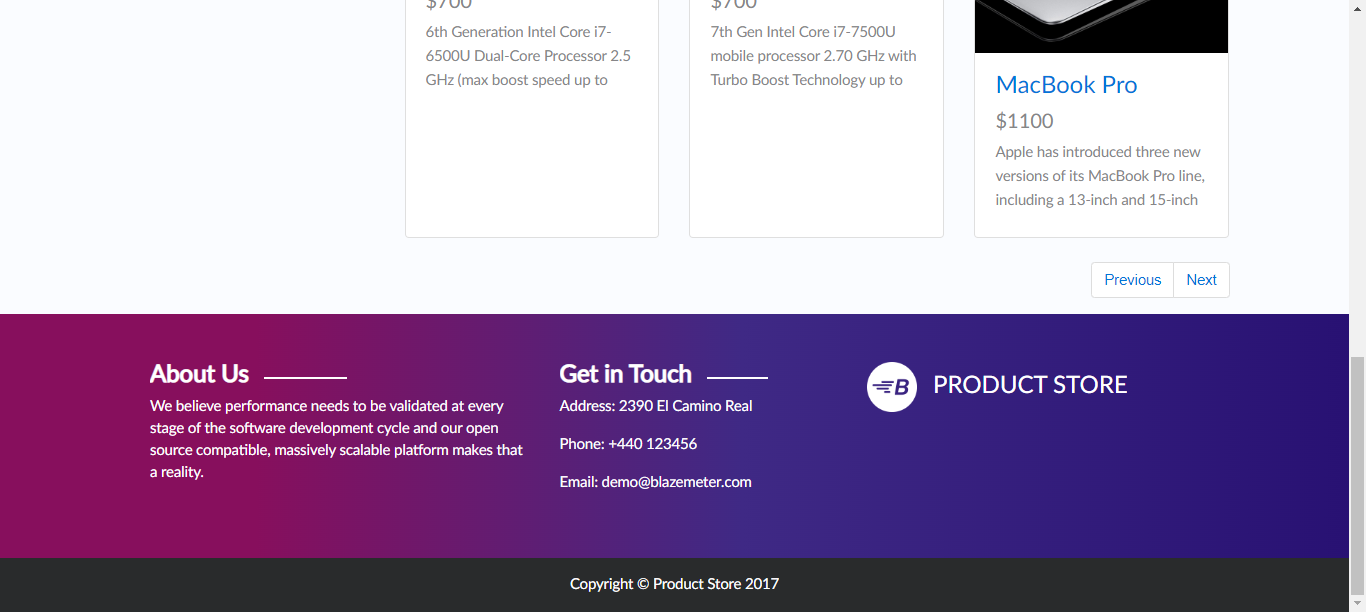 $700
6th Generation Intel Core i7-
6500U Dual-Core Processor 2.5
GHz (max boost speed up to
$700
7th Gen Intel Core i7-7500U
mobile processor 2.70 GHz with
Turbo Boost Technology up to
MacBook Pro
$1100
Apple has introduced three new
versions of its MacBook Pro line,
including a 13-inch and 15-inch
Previous
Next
About Us
We believe performance needs to be validated at every
stage of the software development cycle and our open
source compatible, massively scalable platform makes that
a reality.
Get in Touch
Address: 2390 El Camino Real
Phone: +440 123456
Email: demo@blazemeter.com
B
PRODUCT STORE
Copyright © Product Store 2017